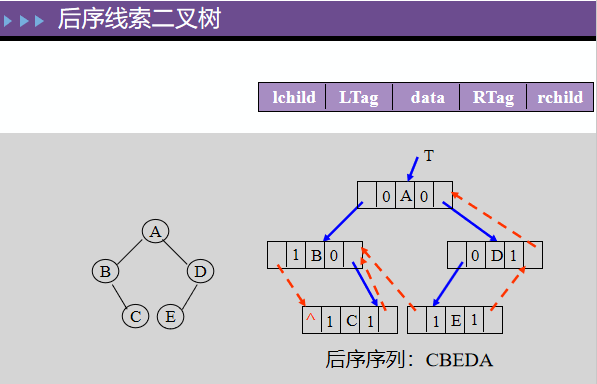 后序线索二叉树
lchild LTag data RTag rchild
T
0 A 0
1 B 0
0 D 1
^ 1 C 1
1 E 1
A
B D
C E
后序序列：CBEDA